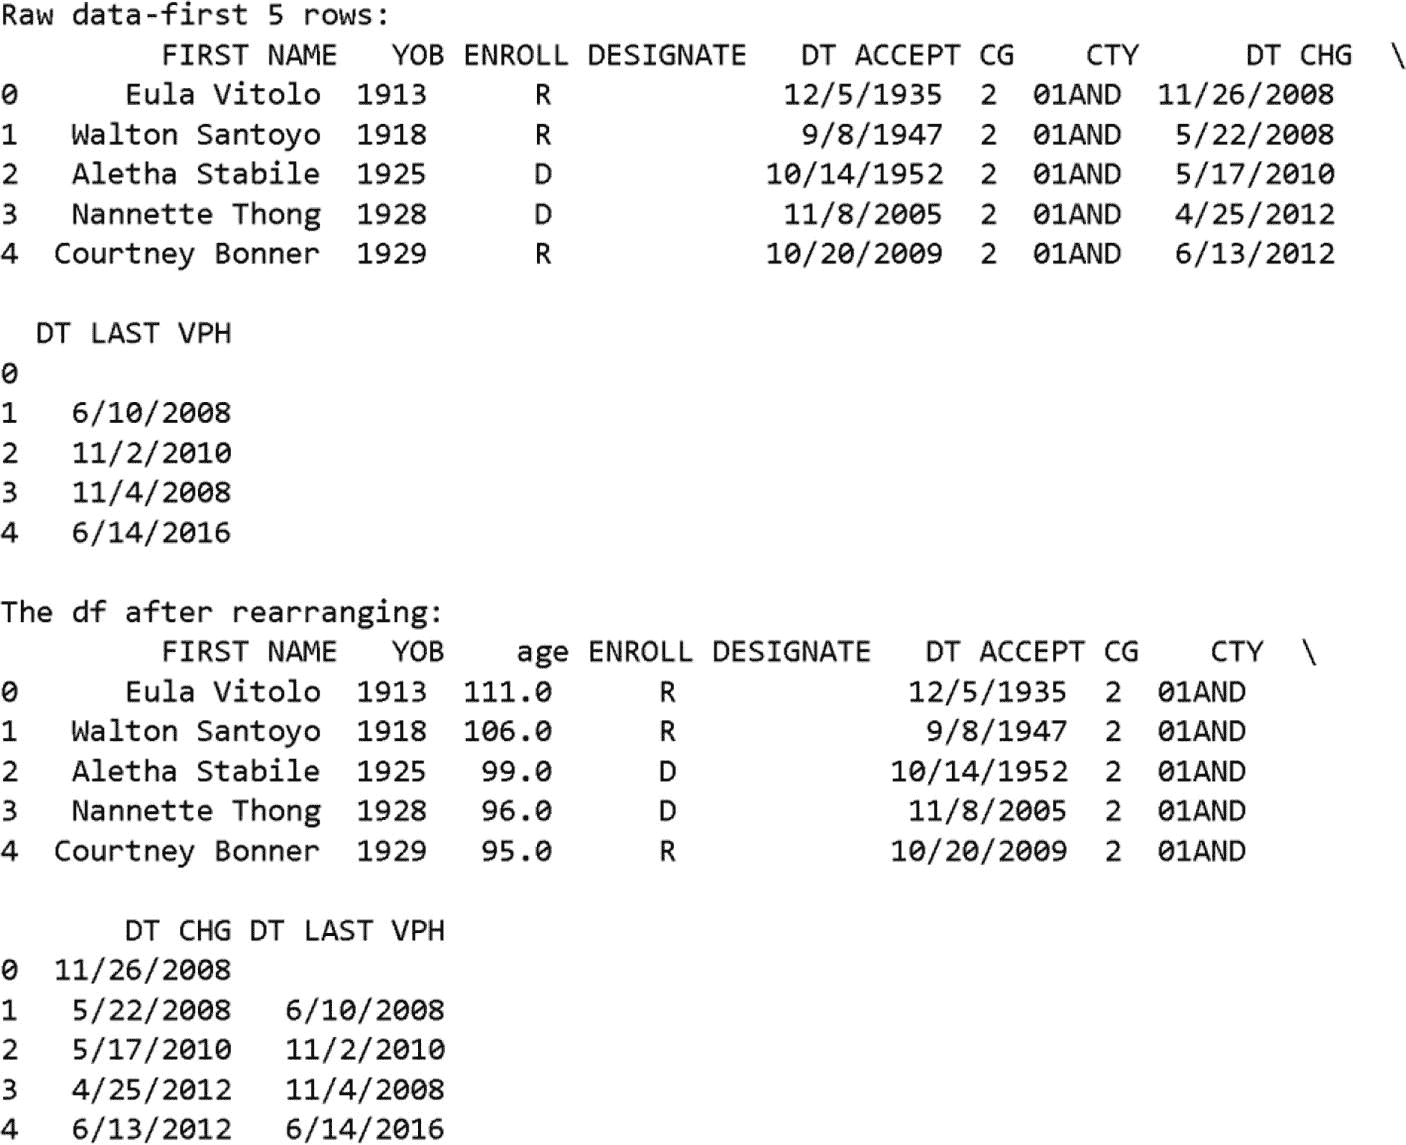 Raw data-first 5 rows:
FIRST NAME YOB ENROLL DESIGNATE DT ACCEPT CG CTY DT CHG \
0 Eula Vitolo 1913 R 12/5/1935 2 01AND 11/26/2008
1 Walton Santoyo 1918 R 9/8/1947 2 01AND 5/22/2008
2 Aletha Stabile 1925 D 10/14/1952 2 01AND 5/17/2010
3 Nannette Thong 1928 D 11/8/2005 2 01AND 4/25/2012
4 Courtney Bonner 1929 R 10/20/2009 2 01AND 6/13/2012
DT LAST VPH
0
1 6/10/2008
2 11/2/2010
3 11/4/2008
4 6/14/2016
The df after rearranging:
FIRST NAME YOB age ENROLL DESIGNATE DT ACCEPT CG CTY \
0 Eula Vitolo 1913 111.0 R 12/5/1935 2 01AND
1 Walton Santoyo 1918 106.0 R 9/8/1947 2 01AND
2 Aletha Stabile 1925 99.0 D 10/14/1952 2 01AND
3 Nannette Thong 1928 96.0 D 11/8/2005 2 01AND
4 Courtney Bonner 1929 95.0 R 10/20/2009 2 01AND
DT CHG DT LAST VPH
0 11/26/2008
1 5/22/2008 6/10/2008
2 5/17/2010 11/2/2010
3 4/25/2012 11/4/2008
4 6/13/2012 6/14/2016